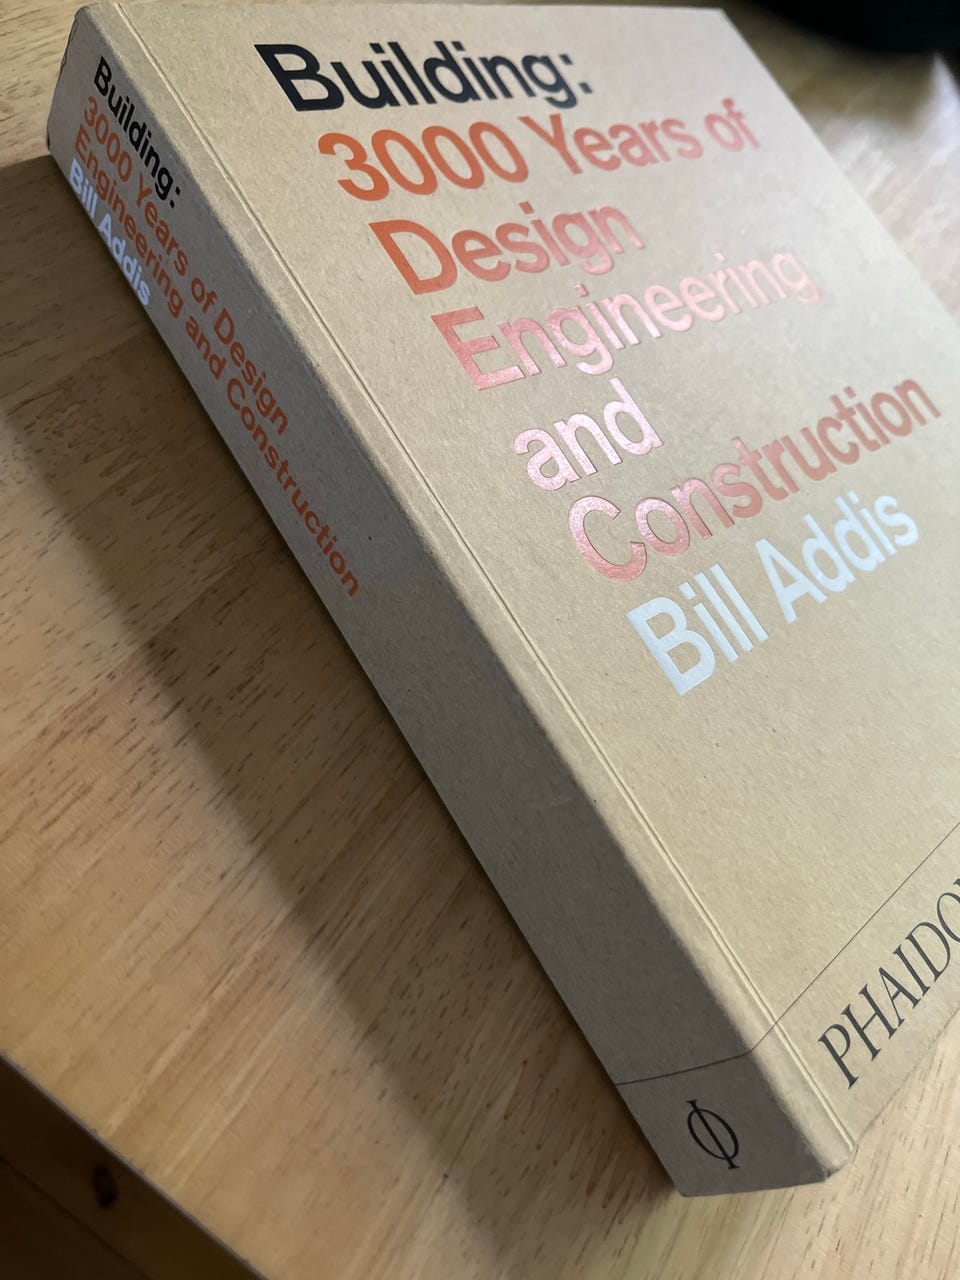 Building:
3000 Years of
Design
Engineering
and
Construction
Bill Addis
PHAIDO
Building:
3000 Years of Design
Engineering and Construction
Bill Addis